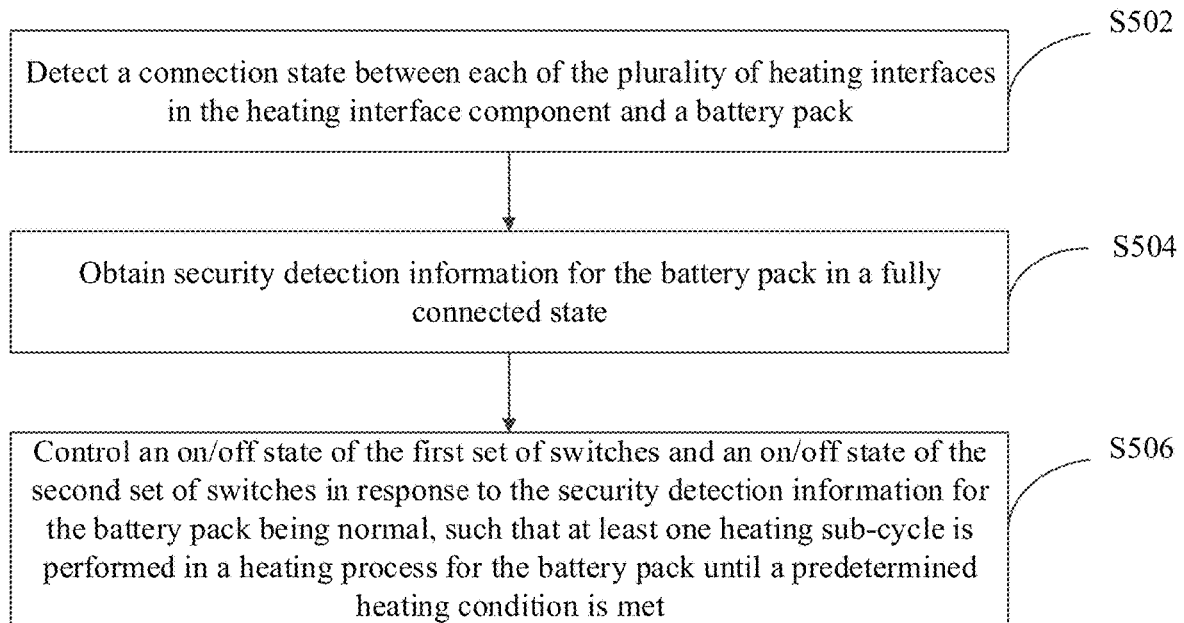 S502
Detect a connection state between each of the plurality of heating interfaces
in the heating interface component and a battery pack
S504
Obtain security detection information for the battery pack in a fully
connected state
S506
Control an on/off state of the first set of switches and an on/off state of the
second set of switches in response to the security detection information for
the battery pack being normal, such that at least one heating sub-cycle is
performed in a heating process for the battery pack until a predetermined
heating condition is met